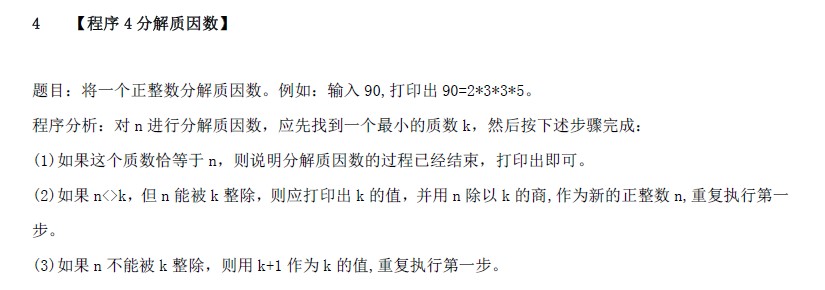 4 【程序 4 分解质因数】
题目：将一个正整数分解质因数。例如：输入 90,打印出 90=2*3*3*5。
程序分析：对 n 进行分解质因数，应先找到一个最小的质数 k，然后按下述步骤完成：
(1)如果这个质数恰等于 n，则说明分解质因数的过程已经结束，打印出即可。
(2)如果 n<>k，但 n 能被 k 整除，则应打印出 k 的值，并用 n 除以 k 的商,作为新的正整数 n,重复执行第一
步。
(3)如果 n 不能被 k 整除，则用 k+1 作为 k 的值,重复执行第一步。